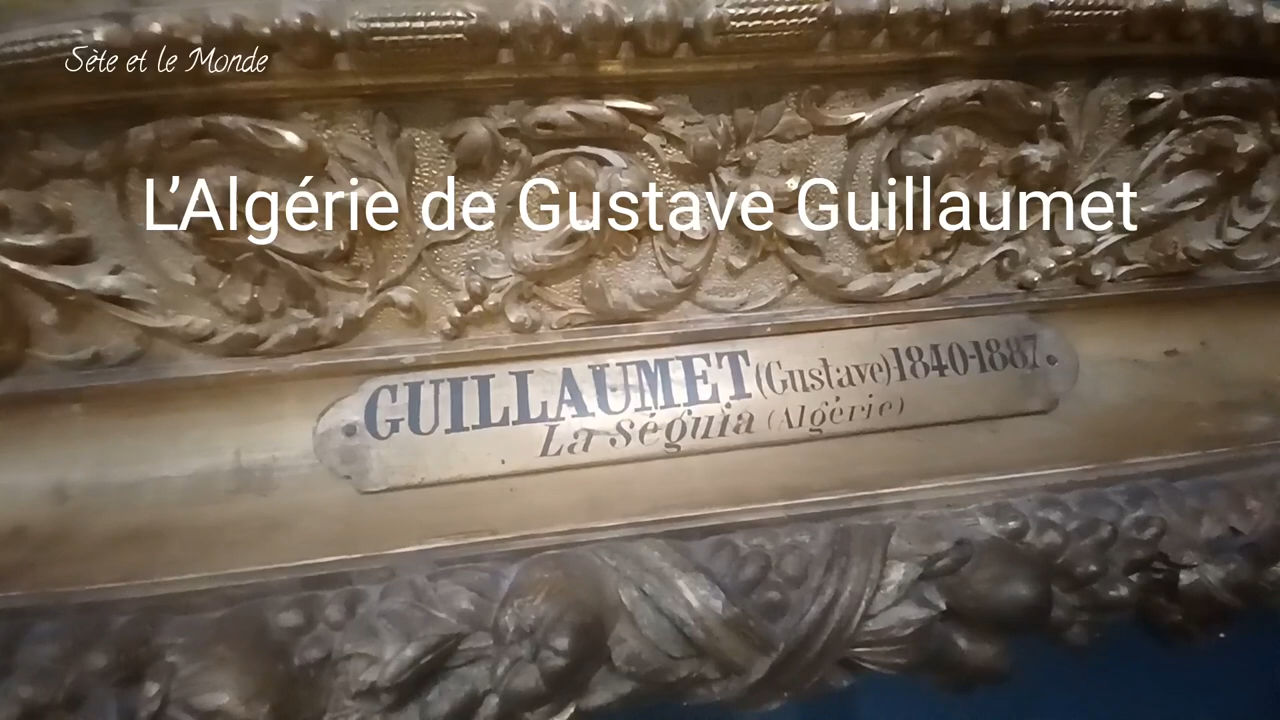 Sète et le Monde
L’Algérie de Gustave Guillaumet
GUILLAUMET (Gustave) 1840-1887.
La Séguia (Algérie)